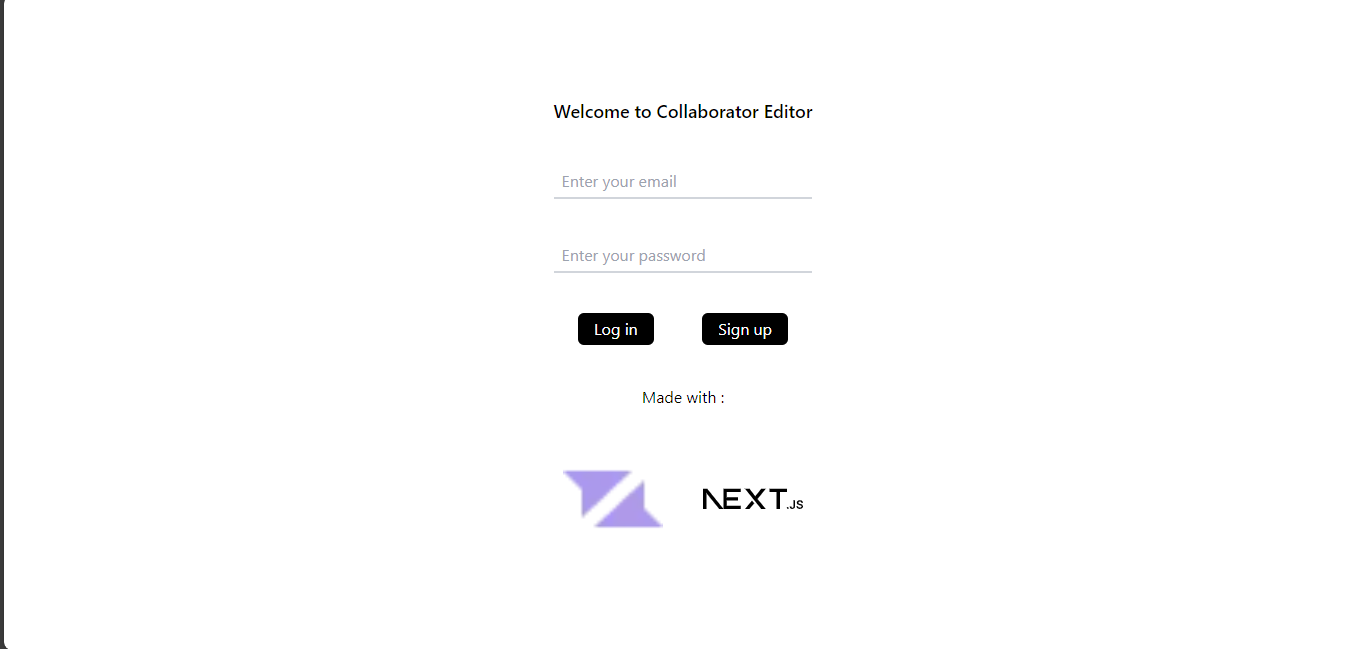 Welcome to Collaborator Editor
Enter your email
Enter your password
Log in Sign up
Made with :
NEXT.JS